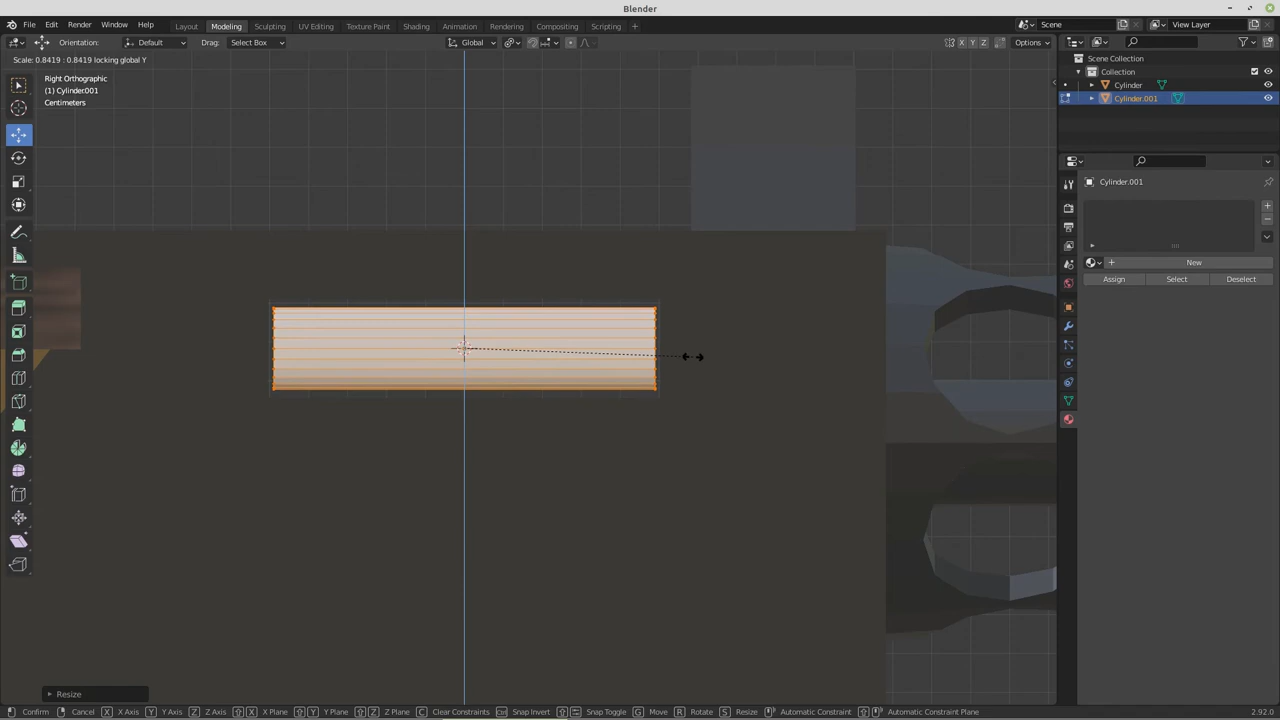 Blender
File Edit Render Window Help Layout Modeling Sculpting UV Editing Texture Paint Shading Animation Rendering Compositing Scripting + Scene View Layer
Orientation: Default Drag: Select Box Global X Y Z Options
Scale: 0.8419 : 0.8419 locking global Y
Right Orthographic
(1) Cylinder.001
Centimeters
Scene Collection
Collection
Cylinder
Cylinder.001
Cylinder.001
New
Assign Select Deselect
Resize
Confirm Cancel X X Axis Y Y Axis Z Z Axis X X Plane Y Y Plane Z Z Plane C Clear Constraints Ctrl Snap Invert Snap Toggle G Move R Rotate S Resize Automatic Constraint Automatic Constraint Plane 2.92.0